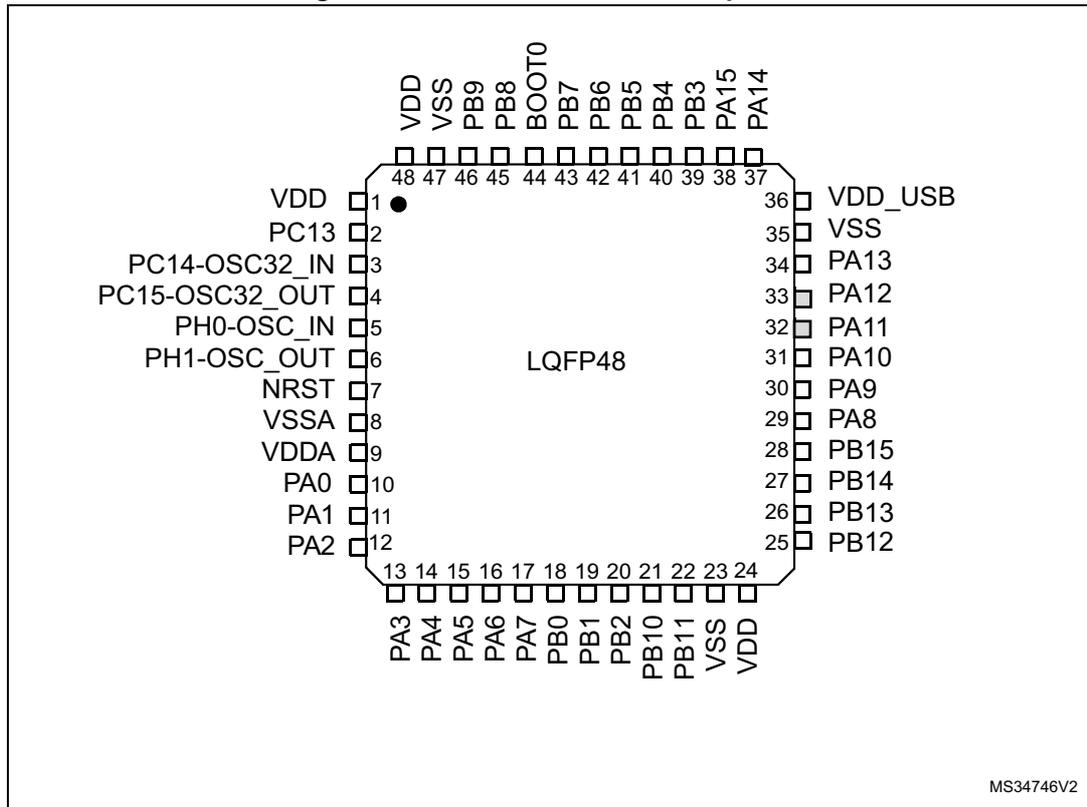 VDD
VSS
PB9
PB8
BOOT0
PB7
PB6
PB5
PB4
PB3
PA15
PA14
48 47 46 45 44 43 42 41 40 39 38 37
VDD 1
PC13 2
PC14-OSC32_IN 3
PC15-OSC32_OUT 4
PH0-OSC_IN 5
PH1-OSC_OUT 6
NRST 7
VSSA 8
VDDA 9
PA0 10
PA1 11
PA2 12
LQFP48
36 VDD_USB
35 VSS
34 PA13
33 PA12
32 PA11
31 PA10
30 PA9
29 PA8
28 PB15
27 PB14
26 PB13
25 PB12
13 14 15 16 17 18 19 20 21 22 23 24
PA3
PA4
PA5
PA6
PA7
PB0
PB1
PB2
PB10
PB11
VSS
VDD
MS34746V2